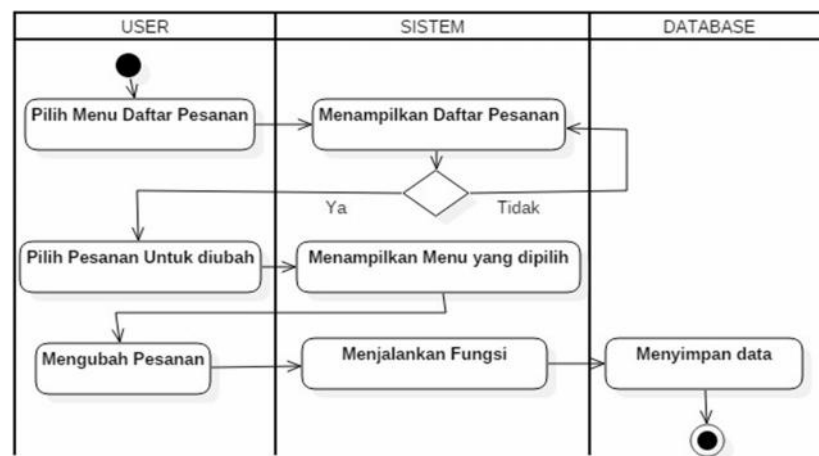 USER
SISTEM
DATABASE
Pilih Menu Daftar Pesanan
Menampilkan Daftar Pesanan
Ya
Tidak
Pilih Pesanan Untuk diubah
Menampilkan Menu yang dipilih
Mengubah Pesanan
Menjalankan Fungsi
Menyimpan data